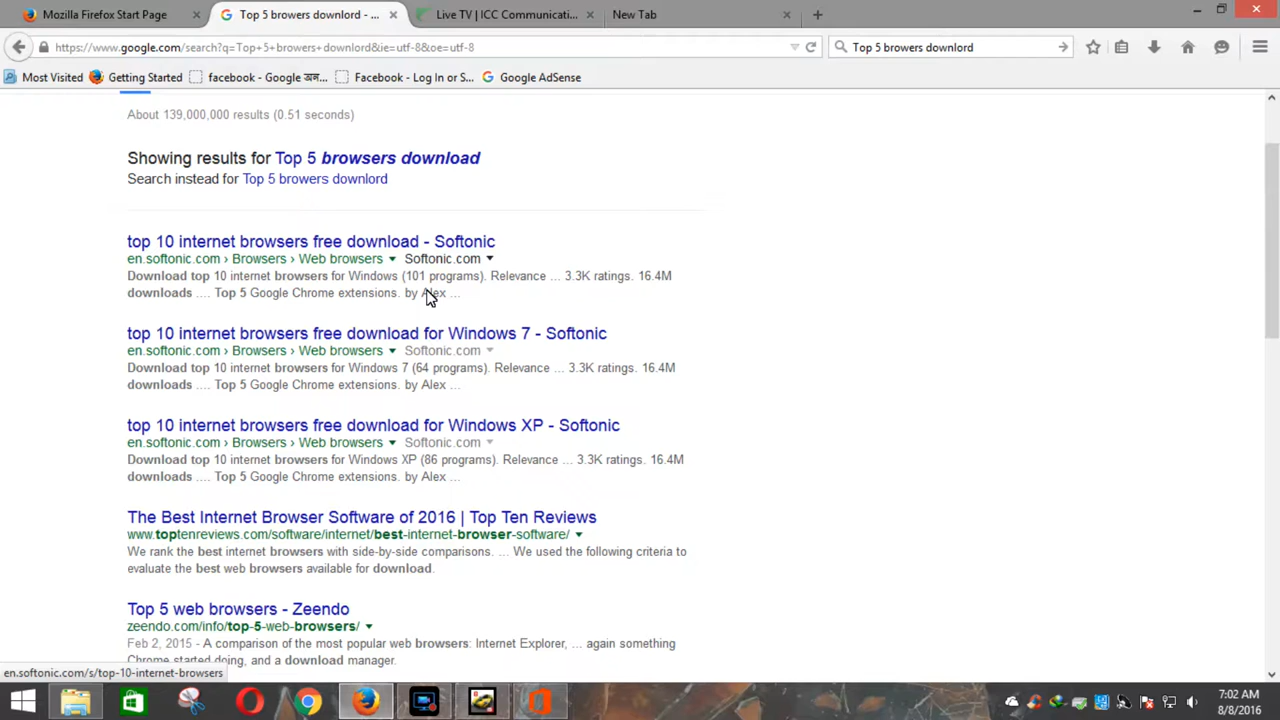 Mozilla Firefox Start Page
Top 5 browers downlord - ...
Live TV | ICC Communicati...
New Tab
https://www.google.com/search?q=Top+5+browers+downlord&ie=utf-8&oe=utf-8
Top 5 browers downlord
Most Visited
Getting Started
facebook - Google অনু...
Facebook - Log In or S...
Google AdSense
About 139,000,000 results (0.51 seconds)
Showing results for Top 5 browsers download
Search instead for Top 5 browers downlord
top 10 internet browsers free download - Softonic
en.softonic.com › Browsers › Web browsers ▼ Softonic.com ▼
Download top 10 internet browsers for Windows (101 programs). Relevance ... 3.3K ratings. 16.4M
downloads .... Top 5 Google Chrome extensions. by Alex ...
top 10 internet browsers free download for Windows 7 - Softonic
en.softonic.com › Browsers › Web browsers ▼ Softonic.com ▼
Download top 10 internet browsers for Windows 7 (64 programs). Relevance ... 3.3K ratings. 16.4M
downloads .... Top 5 Google Chrome extensions. by Alex ...
top 10 internet browsers free download for Windows XP - Softonic
en.softonic.com › Browsers › Web browsers ▼ Softonic.com ▼
Download top 10 internet browsers for Windows XP (86 programs). Relevance ... 3.3K ratings. 16.4M
downloads .... Top 5 Google Chrome extensions. by Alex ...
The Best Internet Browser Software of 2016 | Top Ten Reviews
www.toptenreviews.com/software/internet/best-internet-browser-software/ ▼
We rank the best internet browsers with side-by-side comparisons. ... We used the following criteria to
evaluate the best web browsers available for download.
Top 5 web browsers - Zeendo
zeendo.com/info/top-5-web-browsers/ ▼
Feb 2, 2015 - A comparison of the most popular web browsers: Internet Explorer, ... again something
Chrome started doing, and a download manager.
en.softonic.com/s/top-10-internet-browsers
7:02 AM
8/8/2016